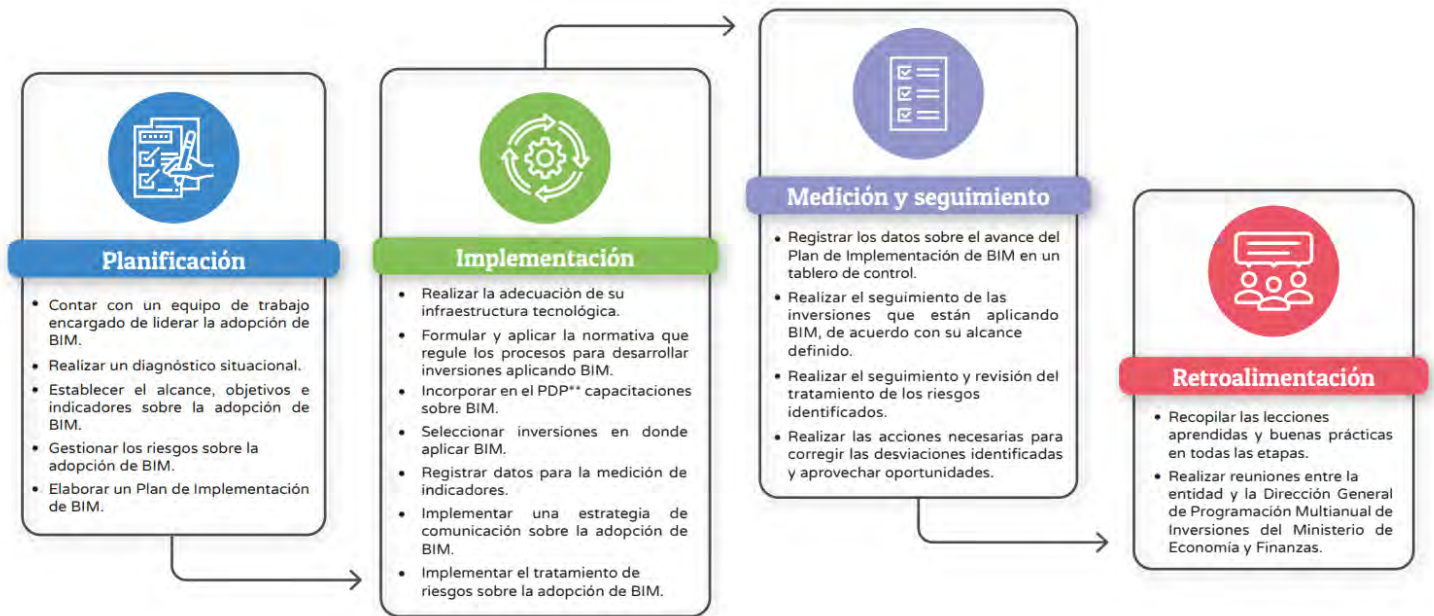 Planificación
• Contar con un equipo de trabajo
encargado de liderar la adopción de
BIM.
• Realizar un diagnóstico situacional.
• Establecer el alcance, objetivos e
indicadores sobre la adopción de
BIM.
• Gestionar los riesgos sobre la
adopción de BIM.
• Elaborar un Plan de Implementación
de BIM.
Implementación
• Realizar la adecuación de su
infraestructura tecnológica.
• Formular y aplicar la normativa que
regule los procesos para desarrollar
inversiones aplicando BIM.
• Incorporar en el PDP** capacitaciones
sobre BIM.
• Seleccionar inversiones en donde
aplicar BIM.
• Registrar datos para la medición de
indicadores.
• Implementar una estrategia de
comunicación sobre la adopción de
BIM.
• Implementar el tratamiento de
riesgos sobre la adopción de BIM.
Medición y seguimiento
• Registrar los datos sobre el avance del
Plan de Implementación de BIM en un
tablero de control.
• Realizar el seguimiento de las
inversiones que están aplicando
BIM, de acuerdo con su alcance
definido.
• Realizar el seguimiento y revisión del
tratamiento de los riesgos
identificados.
• Realizar las acciones necesarias para
corregir las desviaciones identificadas
y aprovechar oportunidades.
Retroalimentación
• Recopilar las lecciones
aprendidas y buenas prácticas
en todas las etapas.
• Realizar reuniones entre la
entidad y la Dirección General
de Programación Multianual de
Inversiones del Ministerio de
Economía y Finanzas.